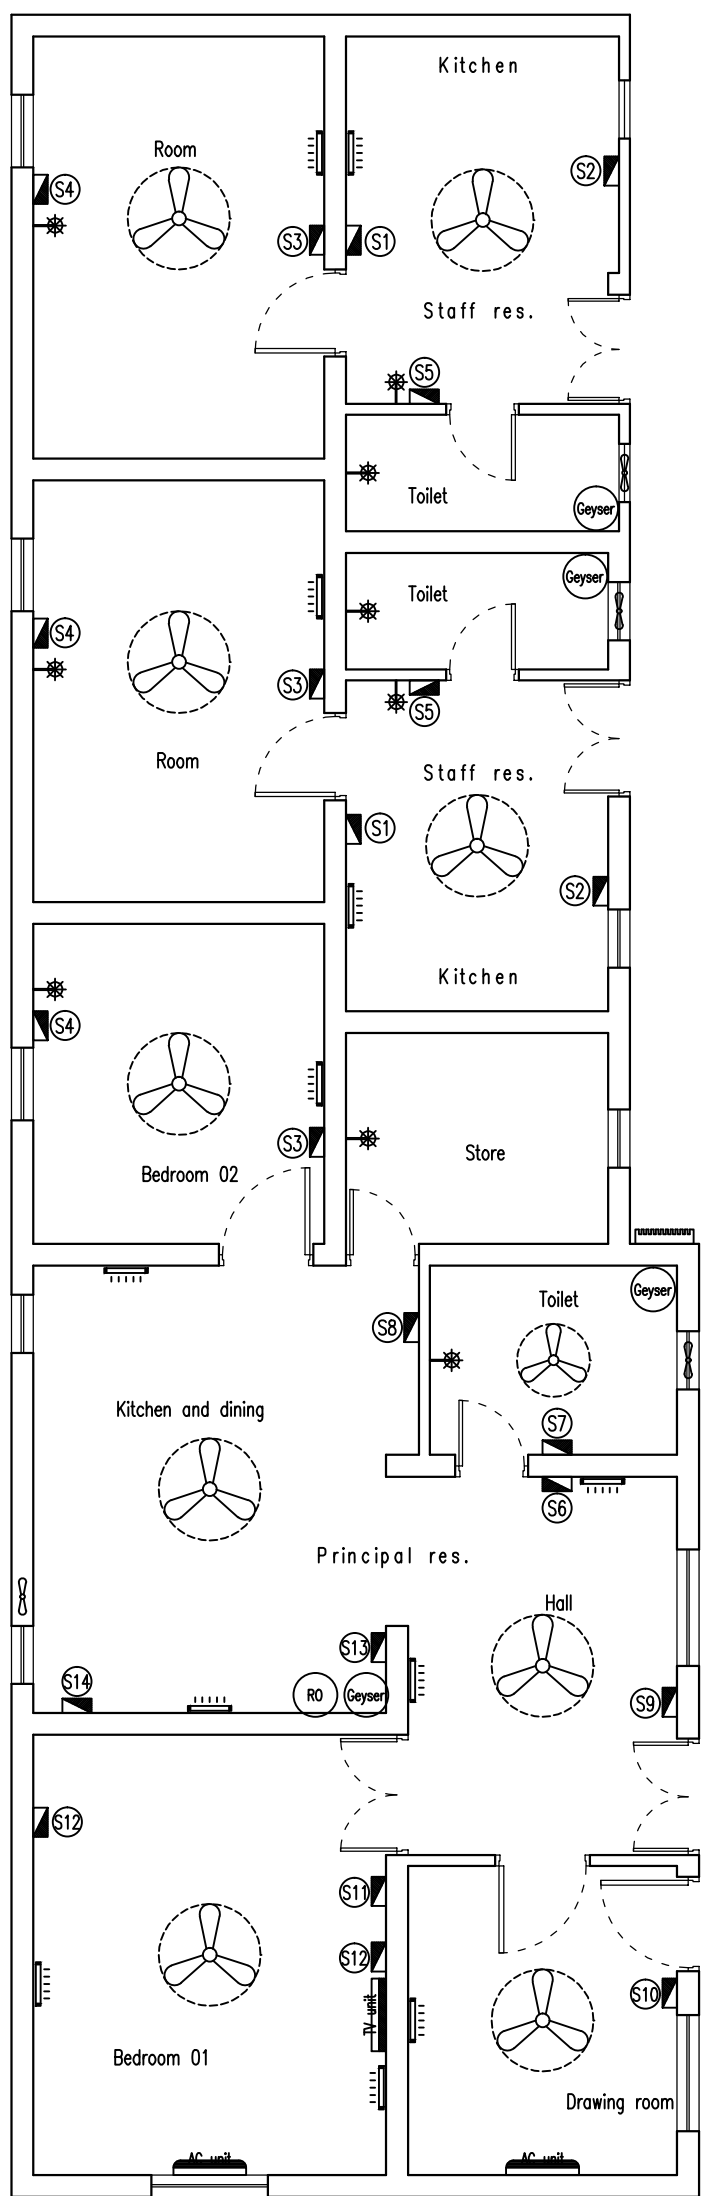 Kitchen
Room
S2
S4
S3
S1
Staff res.
S5
Toilet
Geyser
Toilet
Geyser
S4
S3
S5
Room
Staff res.
S1
S2
Kitchen
S4
S3
Store
Bedroom 02
Geyser
Toilet
S8
Kitchen and dining
S7
S6
Principal res.
Hall
S13
S14
RO
Geyser
S9
S12
S11
S12
S10
TV unit
Bedroom 01
Drawing room
AC unit
AC unit